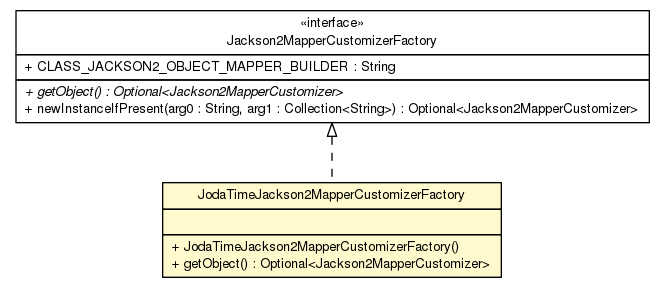 «interface»
Jackson2MapperCustomizerFactory
+ CLASS_JACKSON2_OBJECT_MAPPER_BUILDER : String
+ getObject() : Optional<Jackson2MapperCustomizer>
+ newInstanceIfPresent(arg0 : String, arg1 : Collection<String>) : Optional<Jackson2MapperCustomizer>
JodaTimeJackson2MapperCustomizerFactory
+ JodaTimeJackson2MapperCustomizerFactory()
+ getObject() : Optional<Jackson2MapperCustomizer>